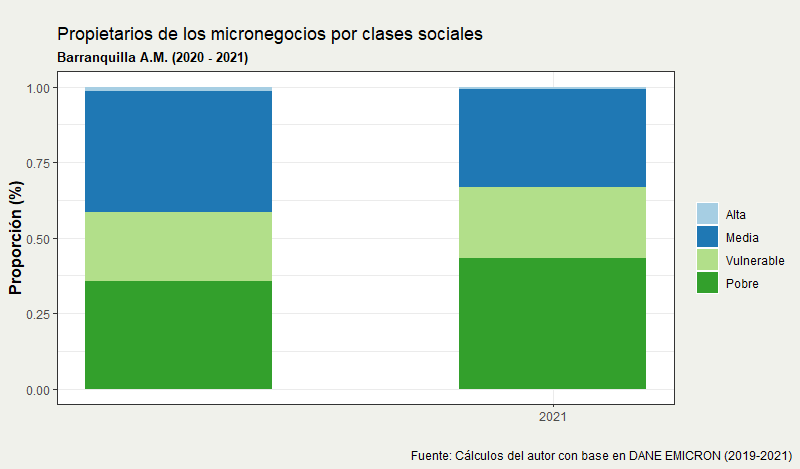 Propietarios de los micronegocios por clases sociales
Barranquilla A.M. (2020 - 2021)
Proporción (%)
1.00
0.75
0.50
0.25
0.00
2021
Alta
Media
Vulnerable
Pobre
Fuente: Cálculos del autor con base en DANE EMICRON (2019-2021)